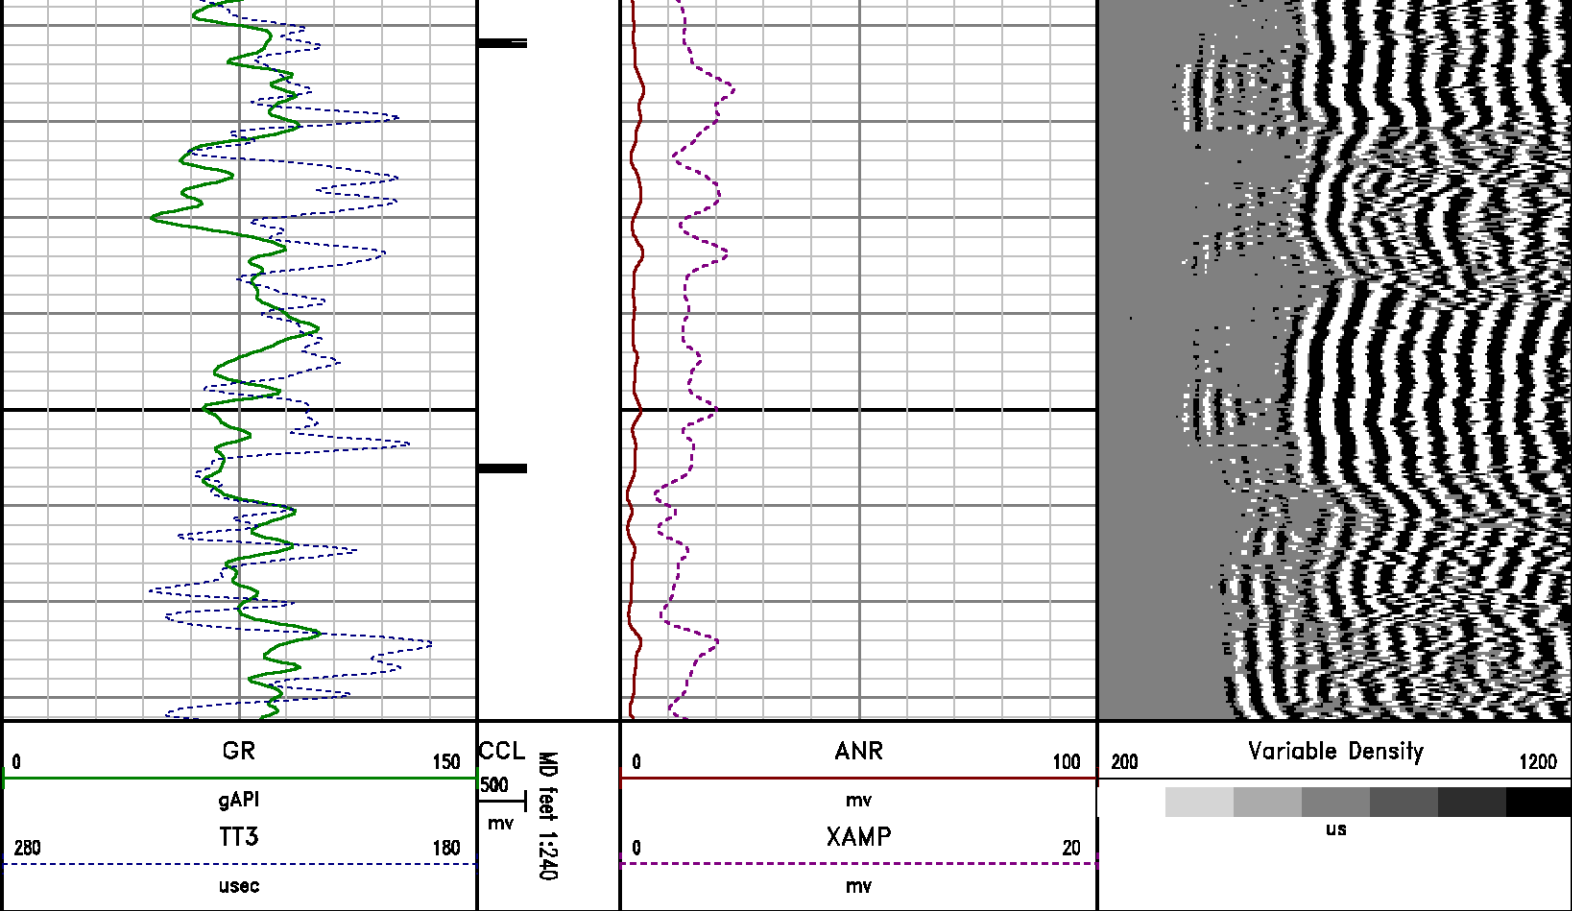 GR
0 150
gAPI
TT3
280 180
usec
CCL
500
mv
MD feet 1:240
ANR
0 100
mv
XAMP
0 20
mv
Variable Density
200 1200
us